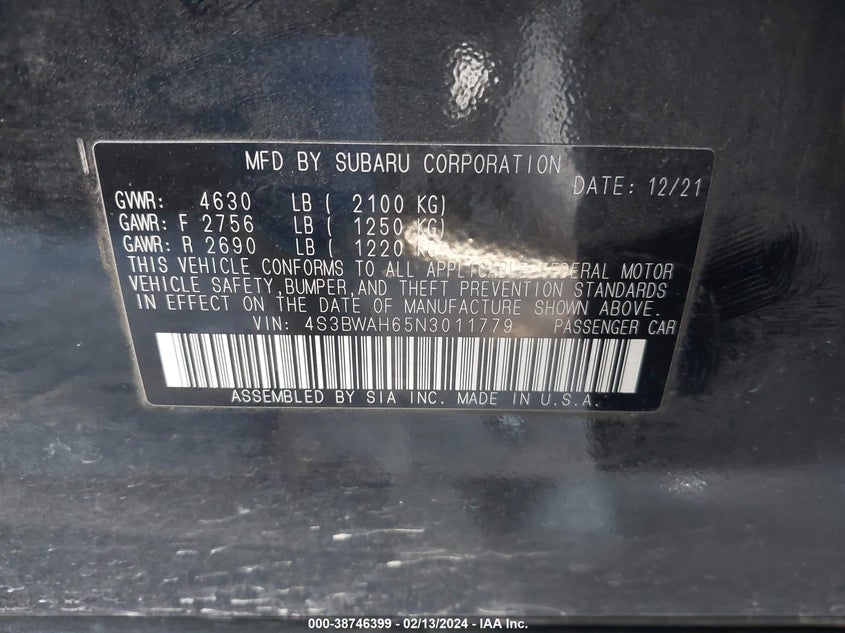 MFD BY SUBARU CORPORATION
DATE: 12/21
GVWR: 4630 LB ( 2100 KG)
GAWR: F 2756 LB ( 1250 KG)
GAWR: R 2690 LB ( 1220 KG)
THIS VEHICLE CONFORMS TO ALL APPLICABLE FEDERAL MOTOR
VEHICLE SAFETY,BUMPER,AND THEFT PREVENTION STANDARDS
IN EFFECT ON THE DATE OF MANUFACTURE SHOWN ABOVE.
VIN: 4S3BWAH65N3011779 PASSENGER CAR
ASSEMBLED BY SIA INC. MADE IN U.S.A.
000-38746399 - 02/13/2024 - IAA Inc.